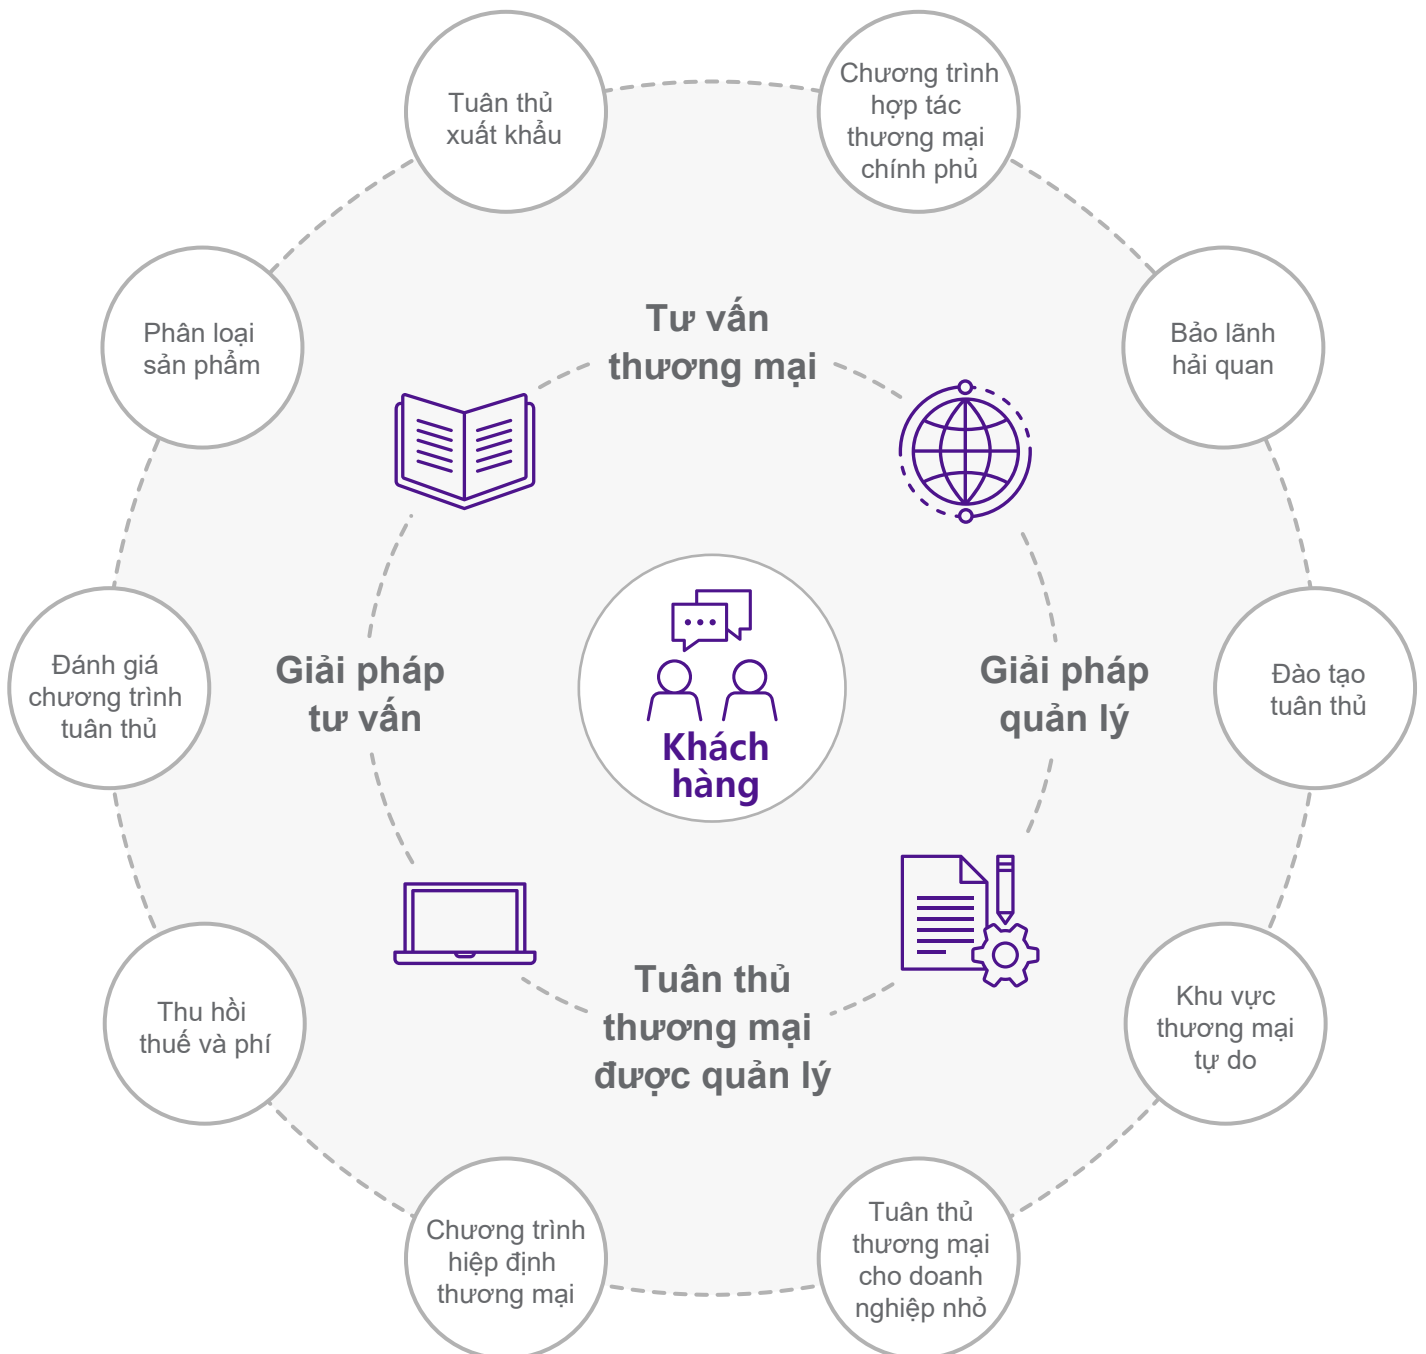 Chương trình
hợp tác
thương mại
chính phủ
Tuân thủ
xuất khẩu
Phân loại
sản phẩm
Bảo lãnh
hải quan
Tư vấn
thương mại
Đánh giá
chương trình
tuân thủ
Giải pháp
tư vấn
Khách
hàng
Giải pháp
quản lý
Đào tạo
tuân thủ
Tuân thủ
thương mại
được quản lý
Thu hồi
thuế và phí
Khu vực
thương mại
tự do
Chương trình
hiệp định
thương mại
Tuân thủ
thương mại
cho doanh
nghiệp nhỏ